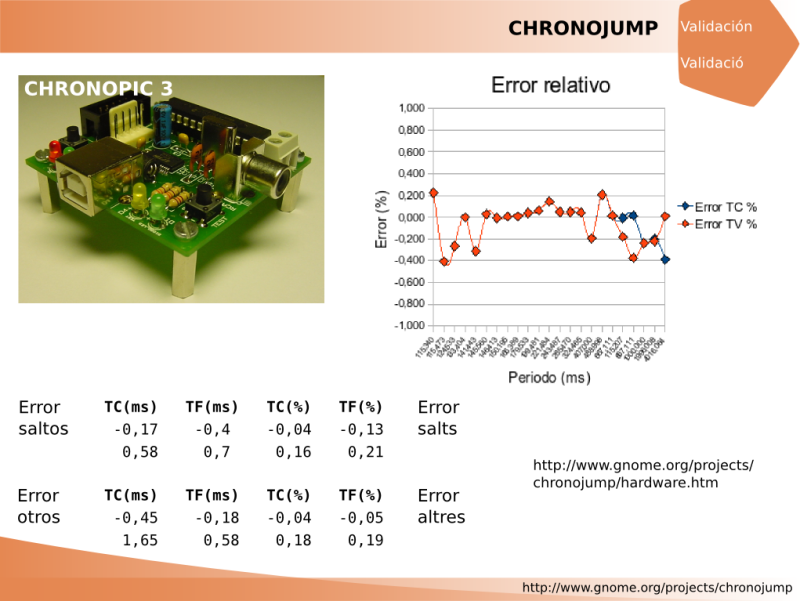 CHRONOJUMP
Validación
Validació
CHRONOPIC 3
Error relativo
1,000
0,800
0,600
0,400
0,200
0,000
-0,200
-0,400
-0,600
-0,800
-1,000
Error (%)
Error TC %
Error TV %
Periodo (ms)
Error
saltos
TC(ms) TF(ms) TC(%) TF(%)
-0,17 -0,4 -0,04 -0,13
0,58 0,7 0,16 0,21
Error
salts
http://www.gnome.org/projects/
chronojump/hardware.htm
Error
otros
TC(ms) TF(ms) TC(%) TF(%)
-0,45 -0,18 -0,04 -0,05
1,65 0,58 0,18 0,19
Error
altres
http://www.gnome.org/projects/chronojump